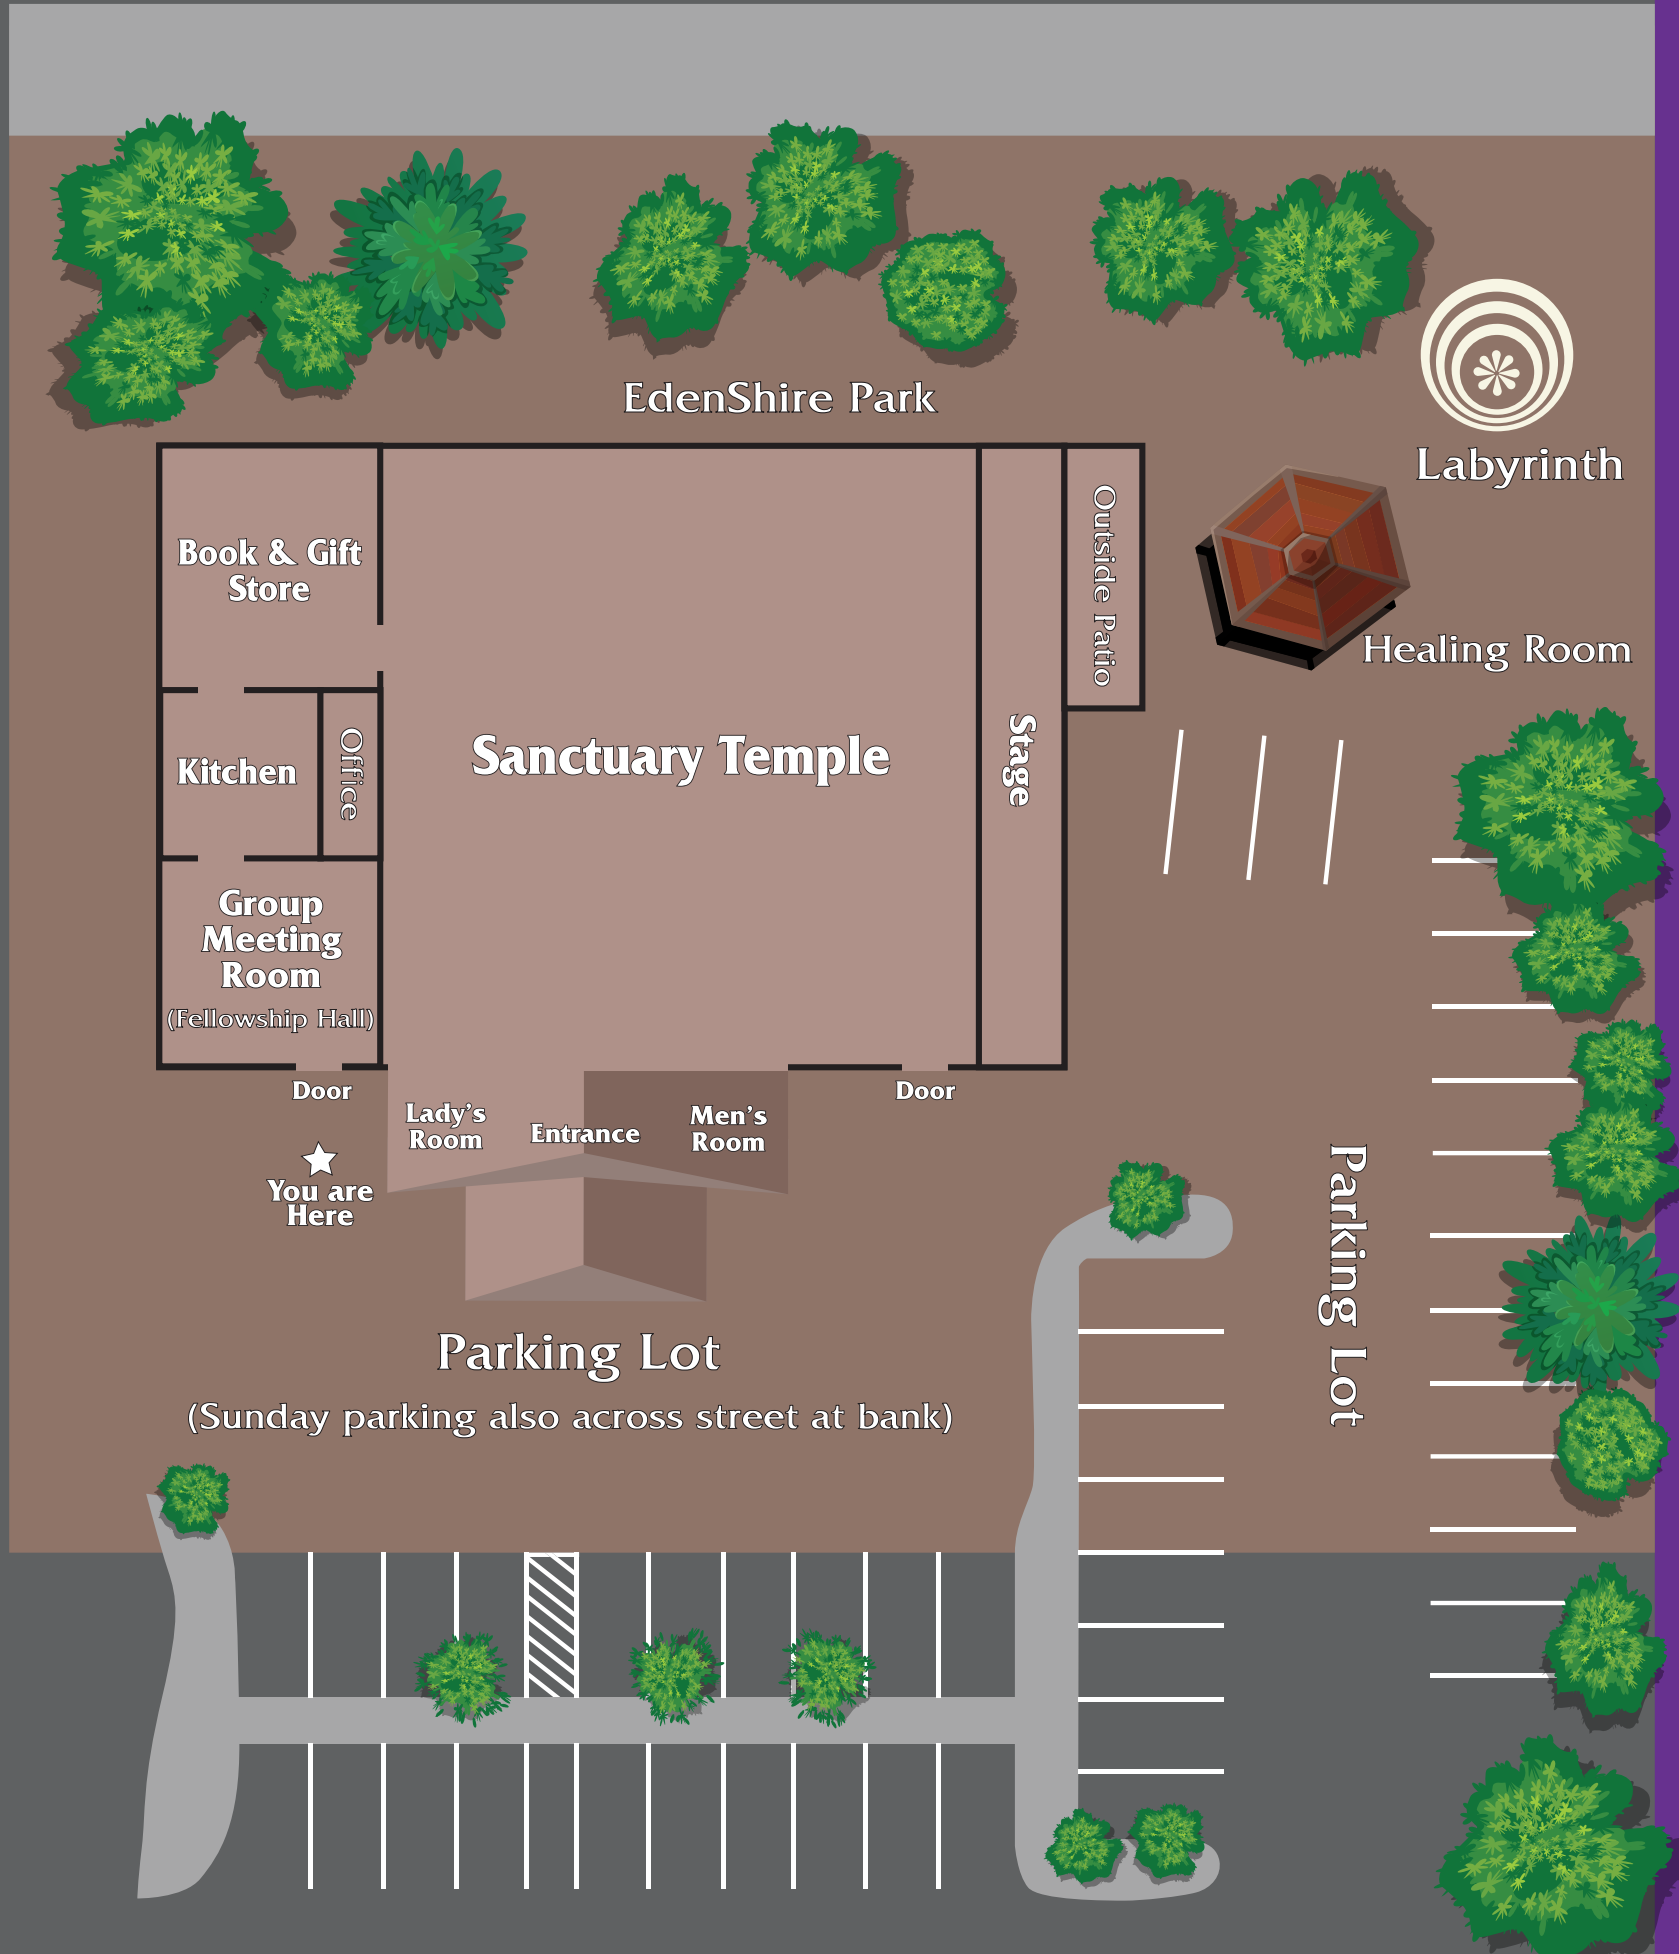 EdenShire Park
Labyrinth
Healing Room
Outside Patio
Book & Gift
Store
Kitchen
Office
Sanctuary Temple
Stage
Group
Meeting
Room
(Fellowship Hall)
Door
Door
Lady's
Room
Entrance
Men's
Room
You are
Here
Parking Lot
(Sunday parking also across street at bank)
Parking Lot